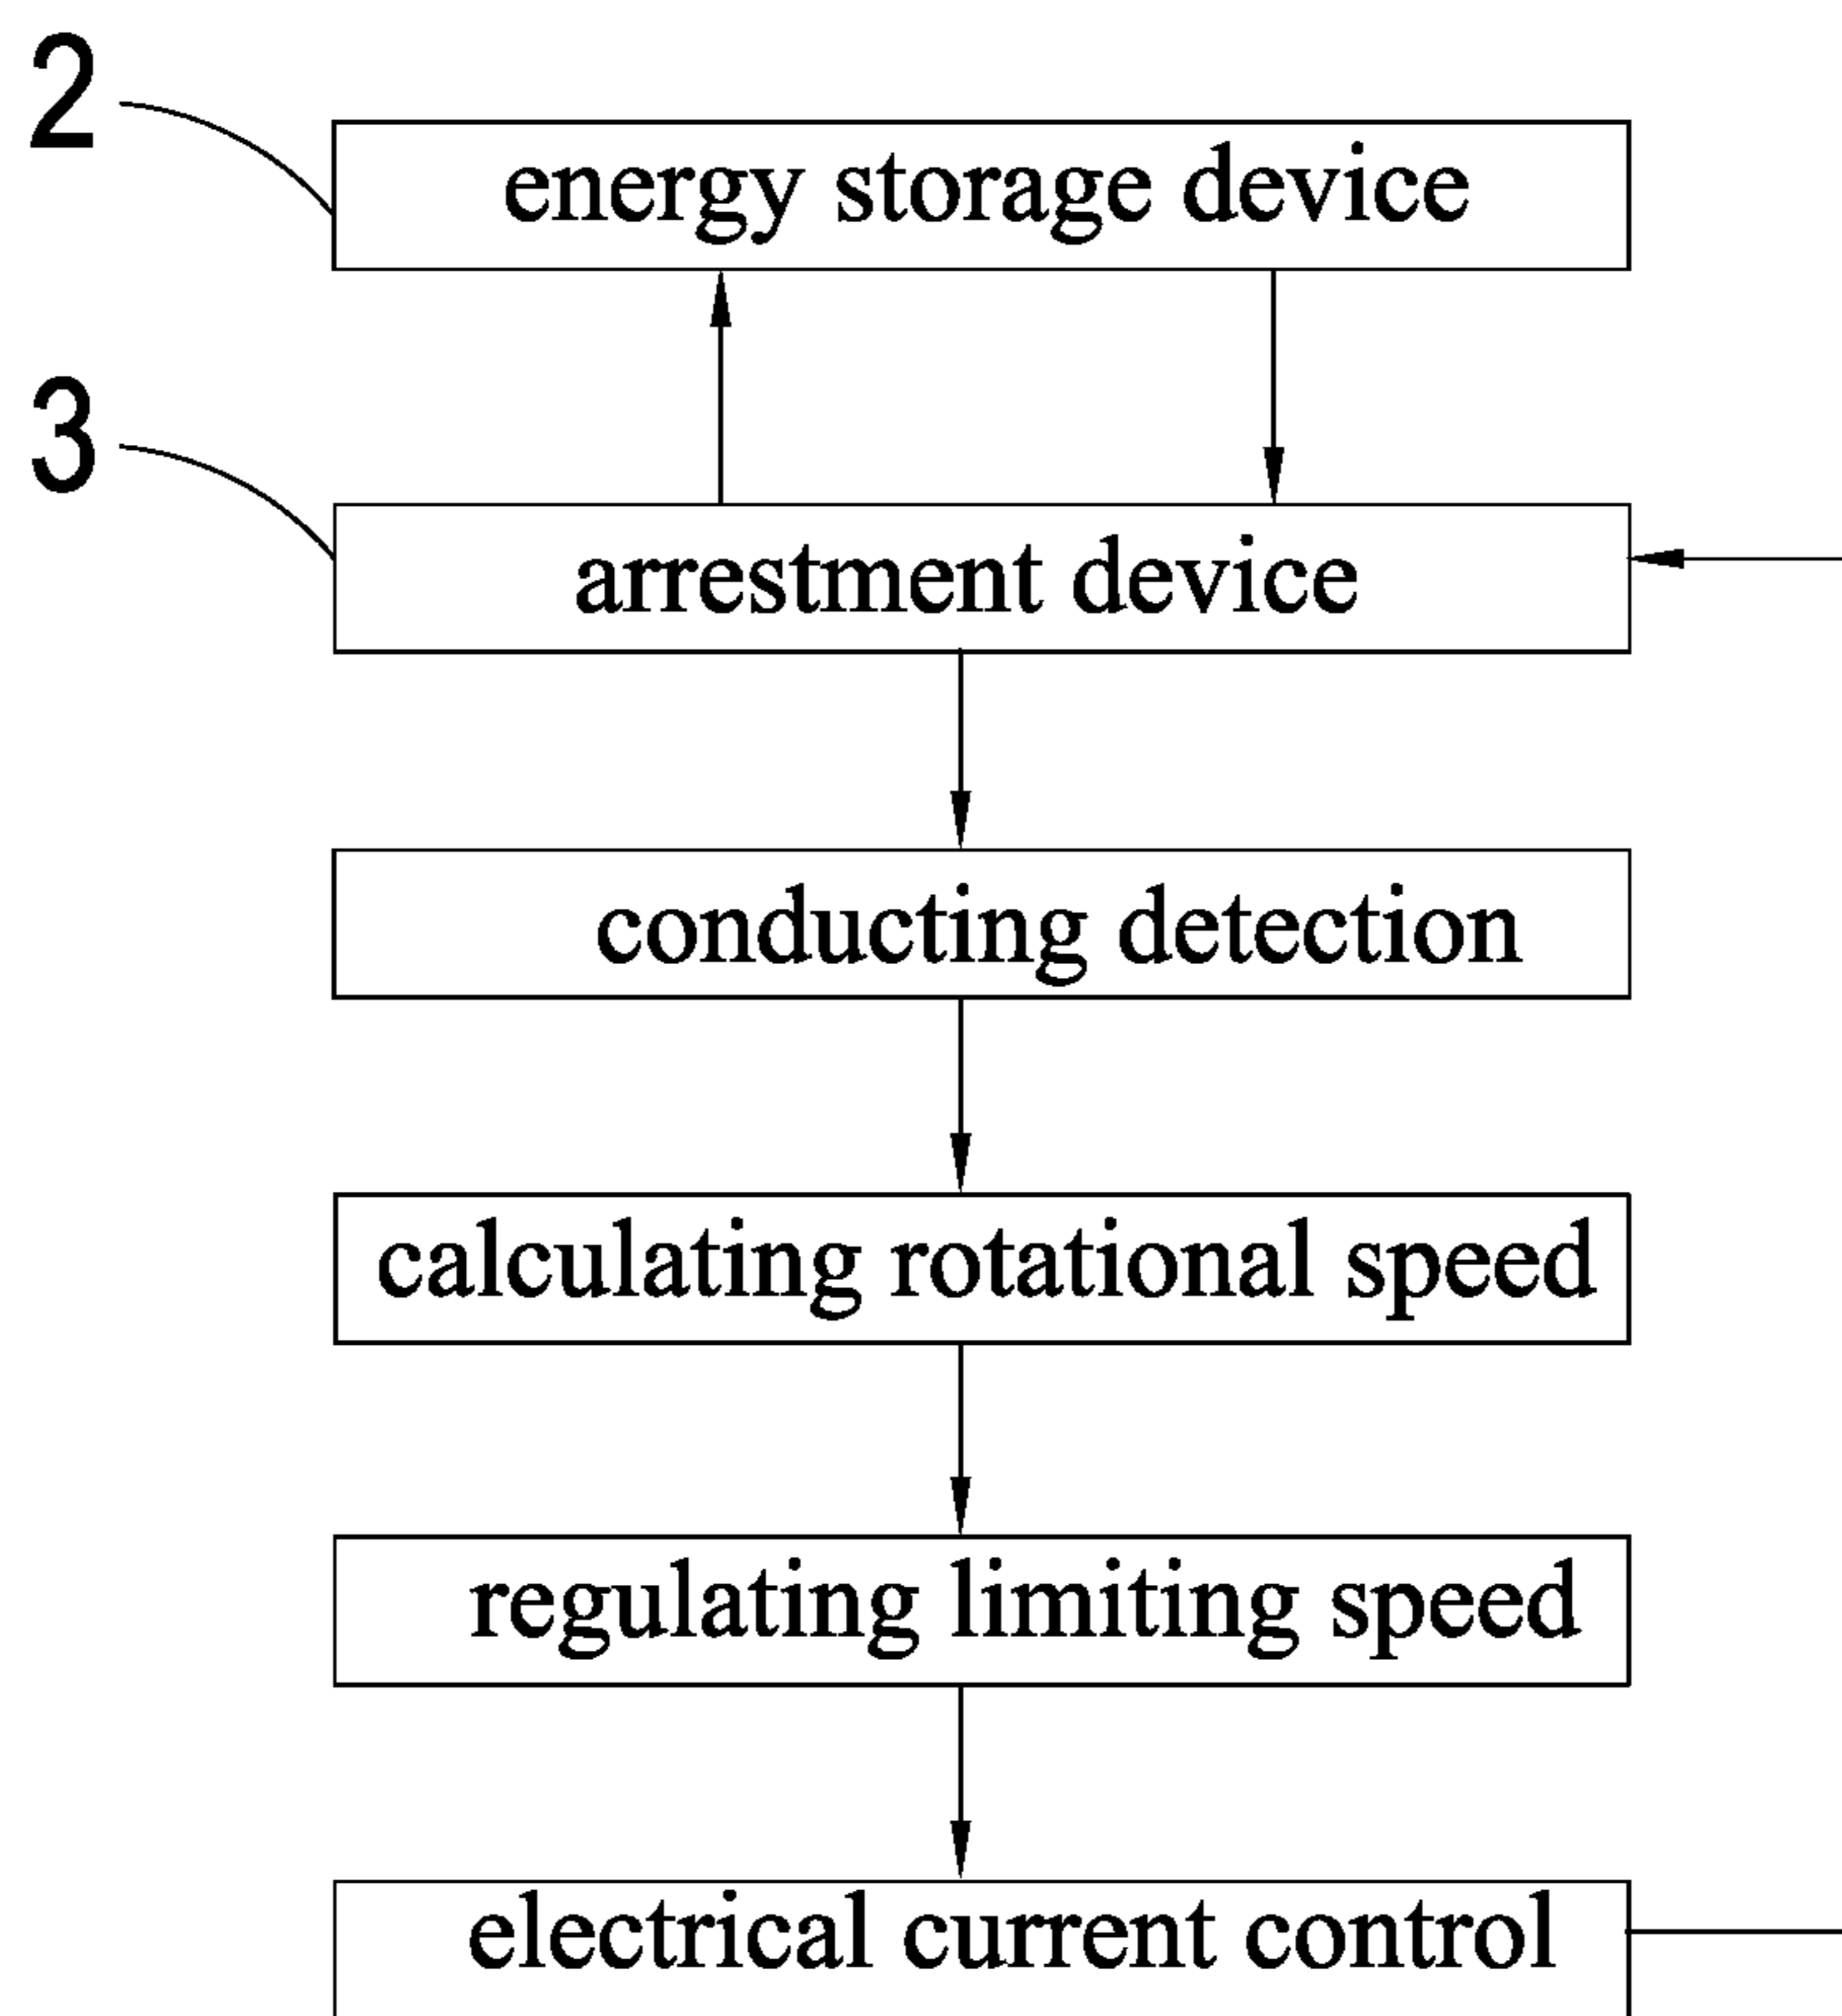 2
energy storage device
3
arrestment device
conducting detection
calculating rotational speed
regulating limiting speed
electrical current control